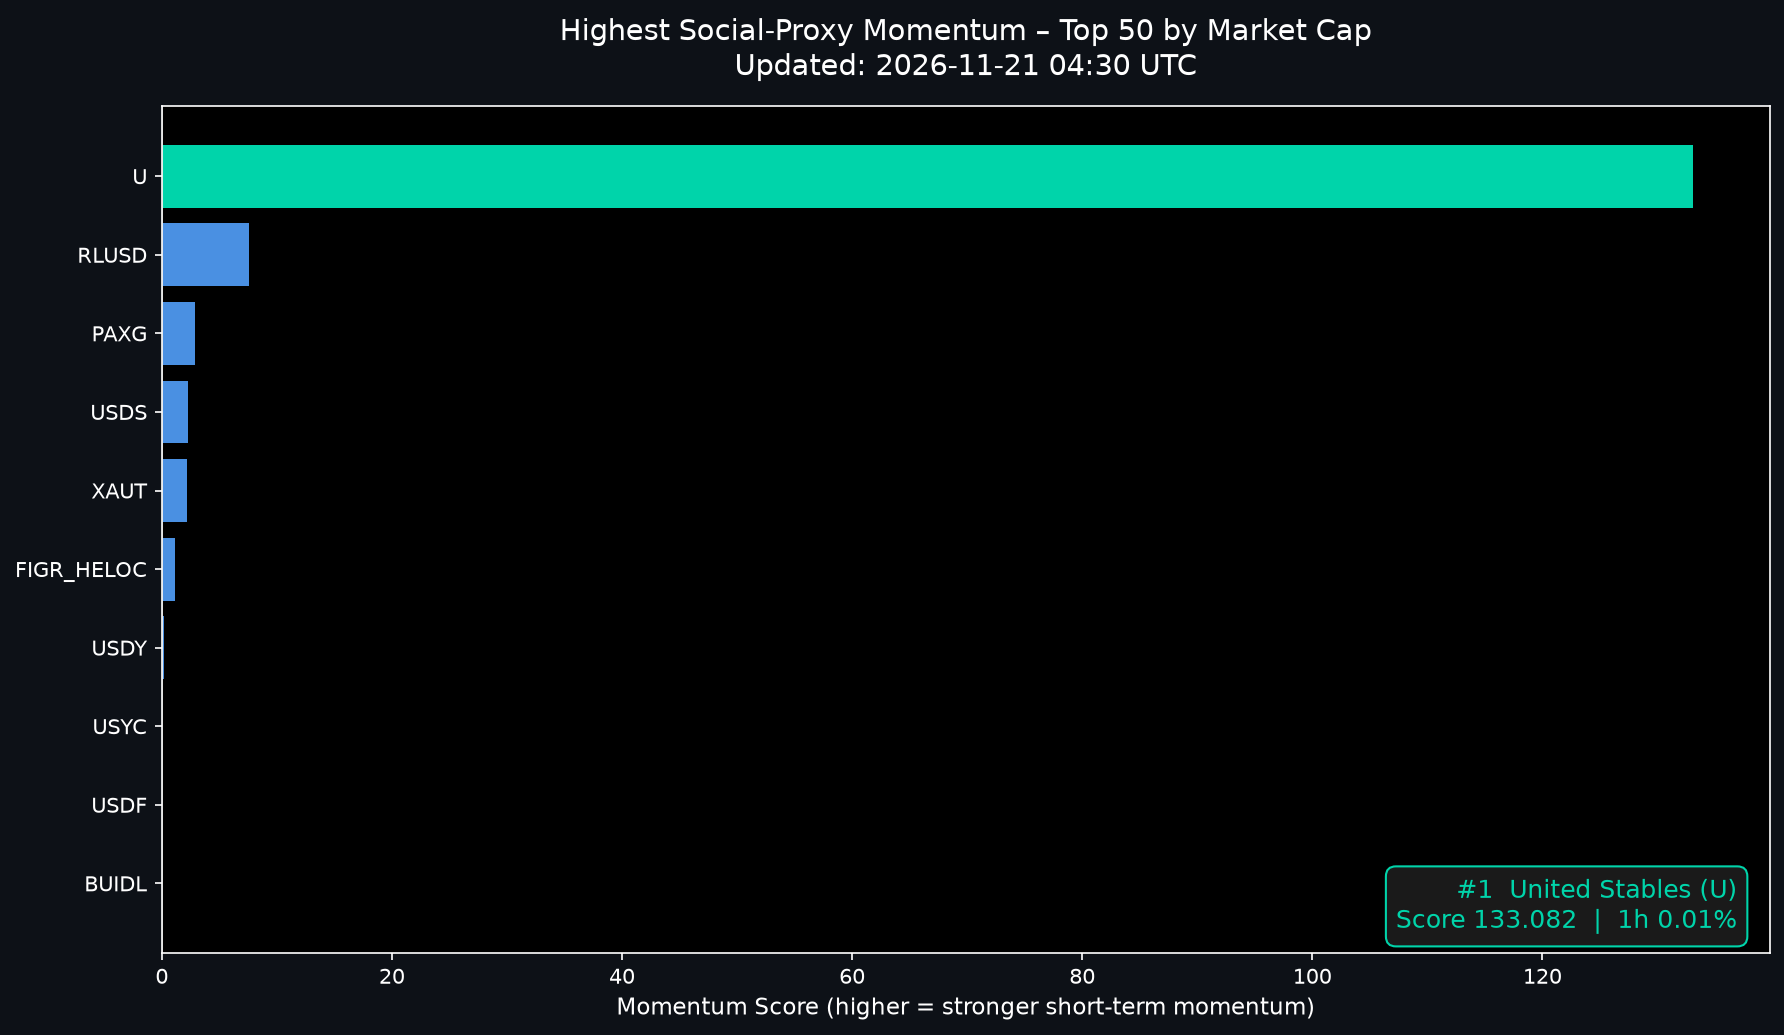 Highest Social-Proxy Momentum – Top 50 by Market Cap
Updated: 2026-11-21 04:30 UTC
U
RLUSD
PAXG
USDS
XAUT
FIGR_HELOC
USDY
USYC
USDF
BUIDL
#1  United Stables (U)
Score 133.082  |  1h 0.01%
0 20 40 60 80 100 120
Momentum Score (higher = stronger short-term momentum)